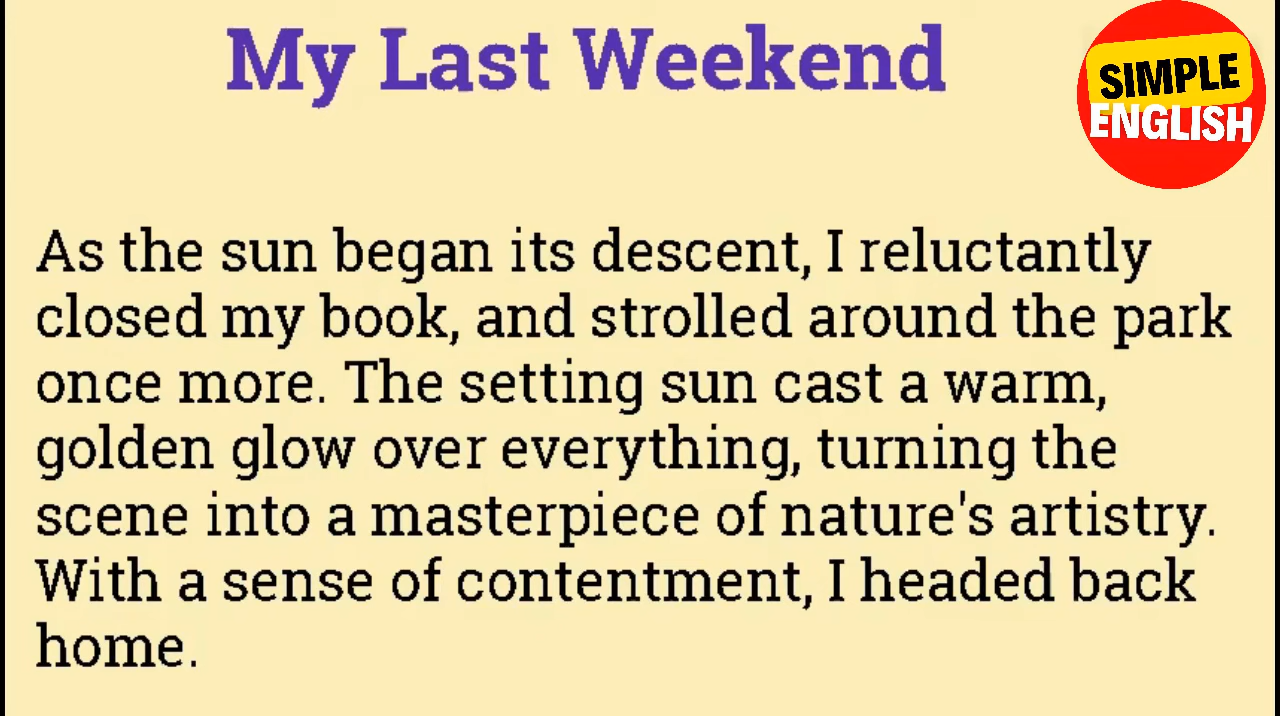 My Last Weekend
SIMPLE
ENGLISH
As the sun began its descent, I reluctantly
closed my book, and strolled around the park
once more. The setting sun cast a warm,
golden glow over everything, turning the
scene into a masterpiece of nature's artistry.
With a sense of contentment, I headed back
home.